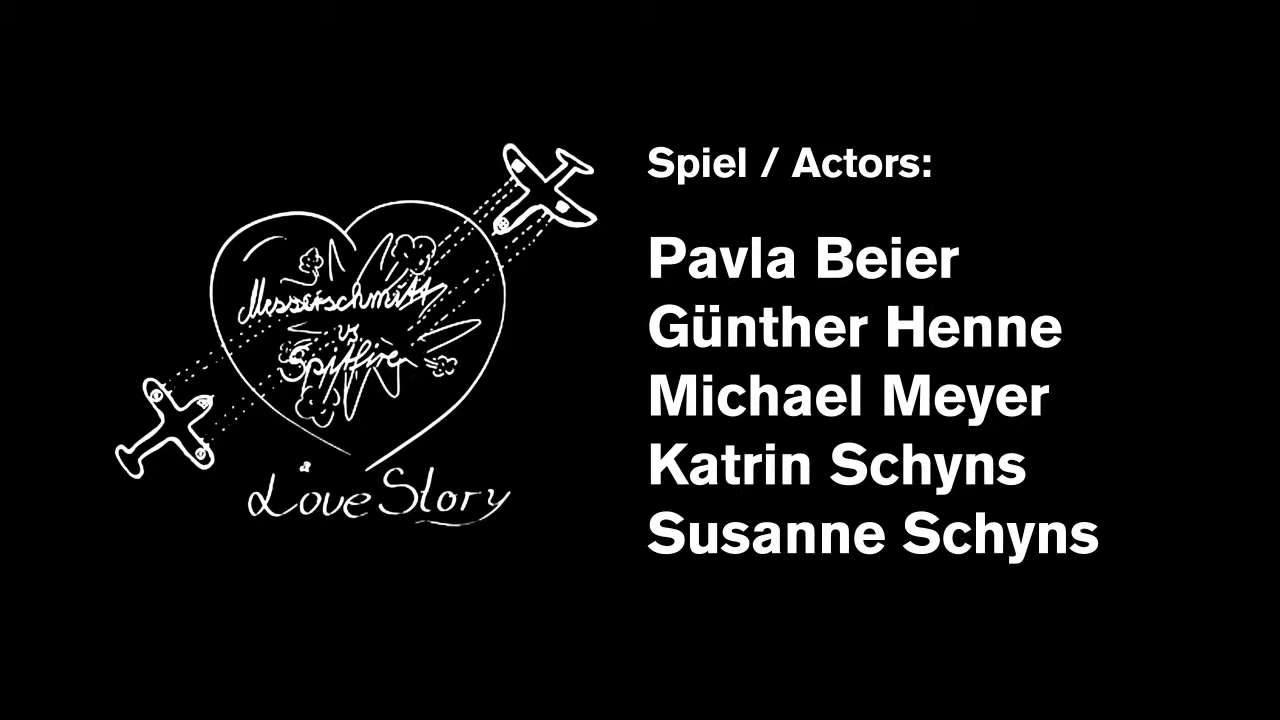 Messerschmitt
vs
Spitfire
a
Love Story
Spiel / Actors:
Pavla Beier
Günther Henne
Michael Meyer
Katrin Schyns
Susanne Schyns